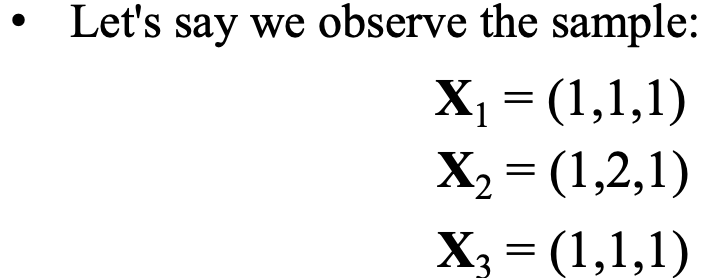 • Let's say we observe the sample:
X₁ = (1,1,1)
X₂ = (1,2,1)
X₃ = (1,1,1)